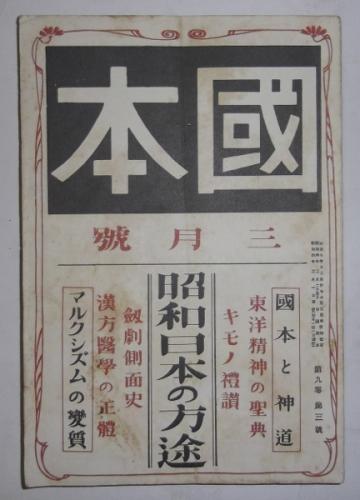 國本
三月號
第九卷 第三號
國本と神道
東洋精神の聖典
キモノ禮讃
昭和日本の方途
劔劇側面史
漢方醫學の正體
マルクシズムの變質